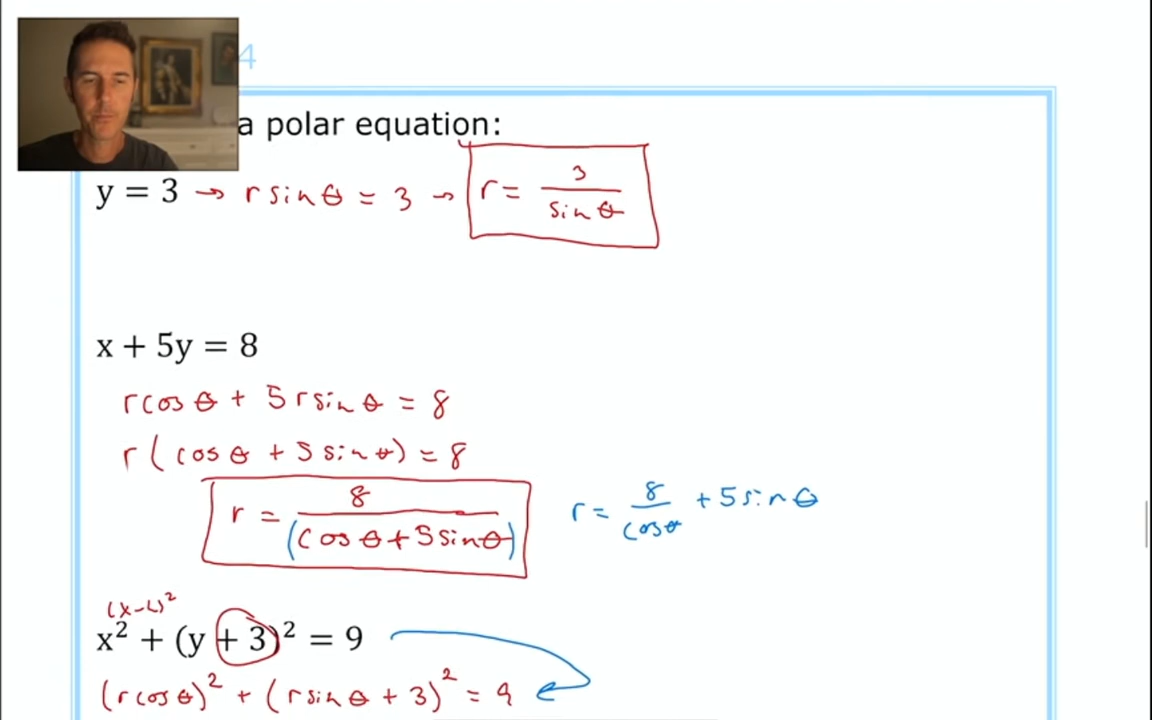 4
a polar equation:
y = 3 → r sin θ = 3 → r = 3 / sin θ
x + 5y = 8
r cos θ + 5 r sin θ = 8
r ( cos θ + 5 sin θ ) = 8
r = 8 / (cos θ + 5 sin θ) r = 8 / cos θ + 5 sin θ
x² + (y + 3)² = 9
(r cos θ)² + (r sin θ + 3)² = 9